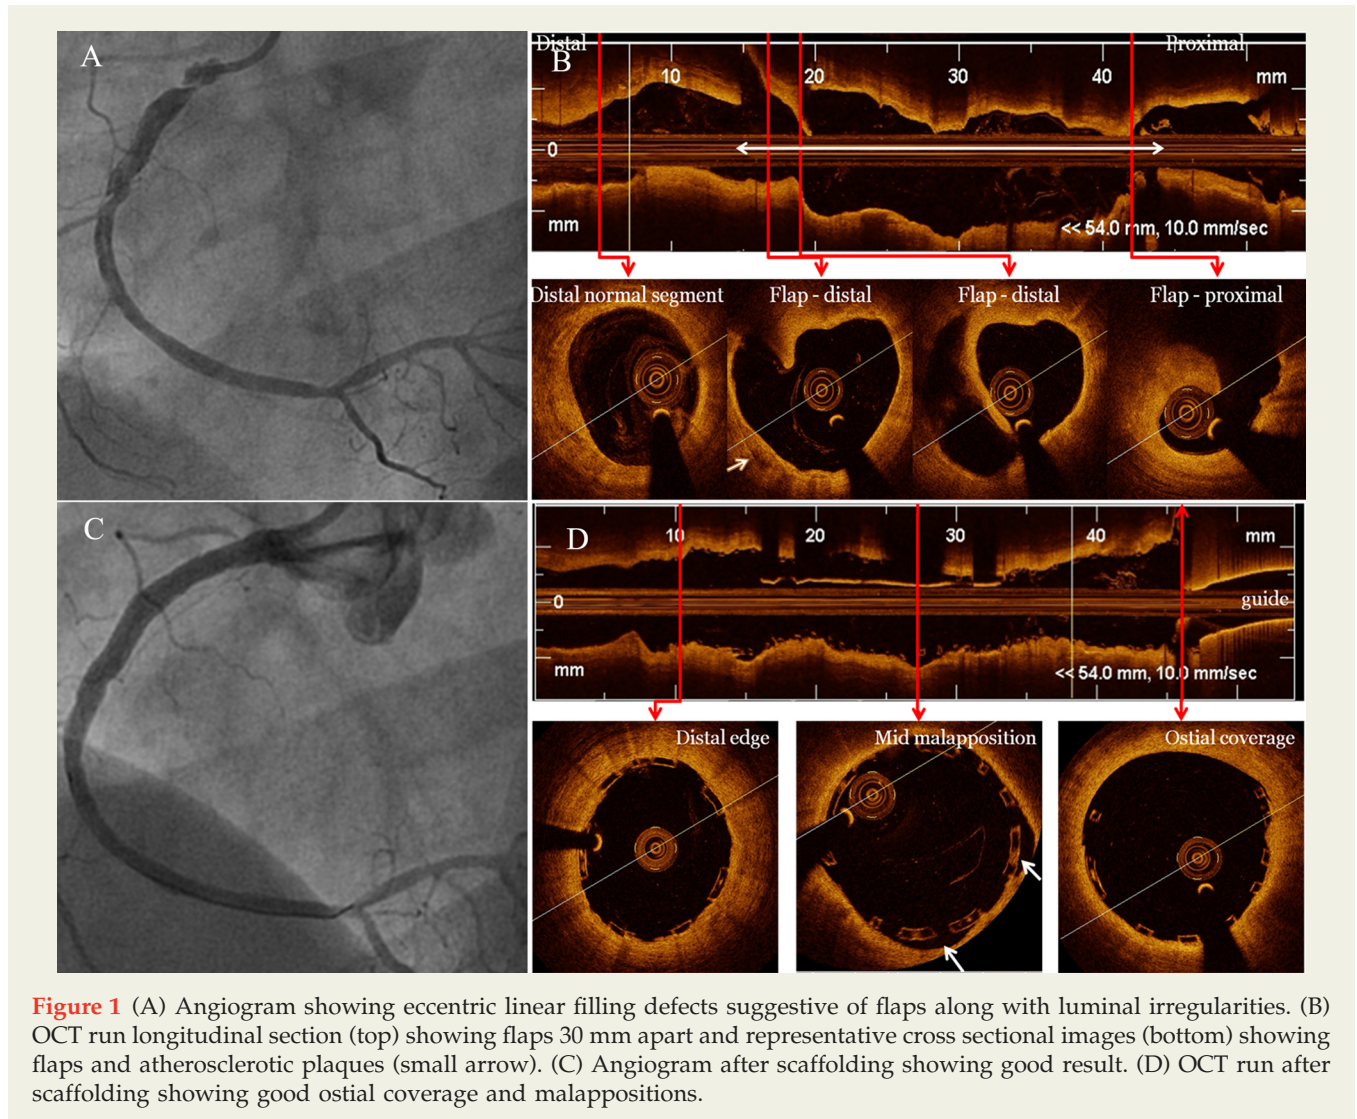 A
Distal
Proximal
B
10
20
30
40
mm
0
mm
<< 54.0 mm, 10.0 mm/sec
Distal normal segment
Flap - distal
Flap - distal
Flap - proximal
C
D
10
20
30
40
mm
0
guide
mm
<< 54.0 mm, 10.0 mm/sec
Distal edge
Mid malapposition
Ostial coverage
Figure 1 (A) Angiogram showing eccentric linear filling defects suggestive of flaps along with luminal irregularities. (B)
OCT run longitudinal section (top) showing flaps 30 mm apart and representative cross sectional images (bottom) showing
flaps and atherosclerotic plaques (small arrow). (C) Angiogram after scaffolding showing good result. (D) OCT run after
scaffolding showing good ostial coverage and malappositions.